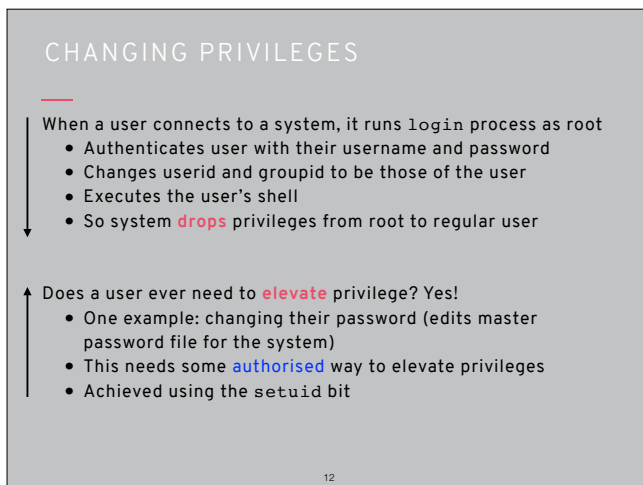 CHANGING PRIVILEGES
When a user connects to a system, it runs login process as root
• Authenticates user with their username and password
• Changes userid and groupid to be those of the user
• Executes the user's shell
• So system drops privileges from root to regular user
Does a user ever need to elevate privilege? Yes!
• One example: changing their password (edits master
password file for the system)
• This needs some authorised way to elevate privileges
• Achieved using the setuid bit
12